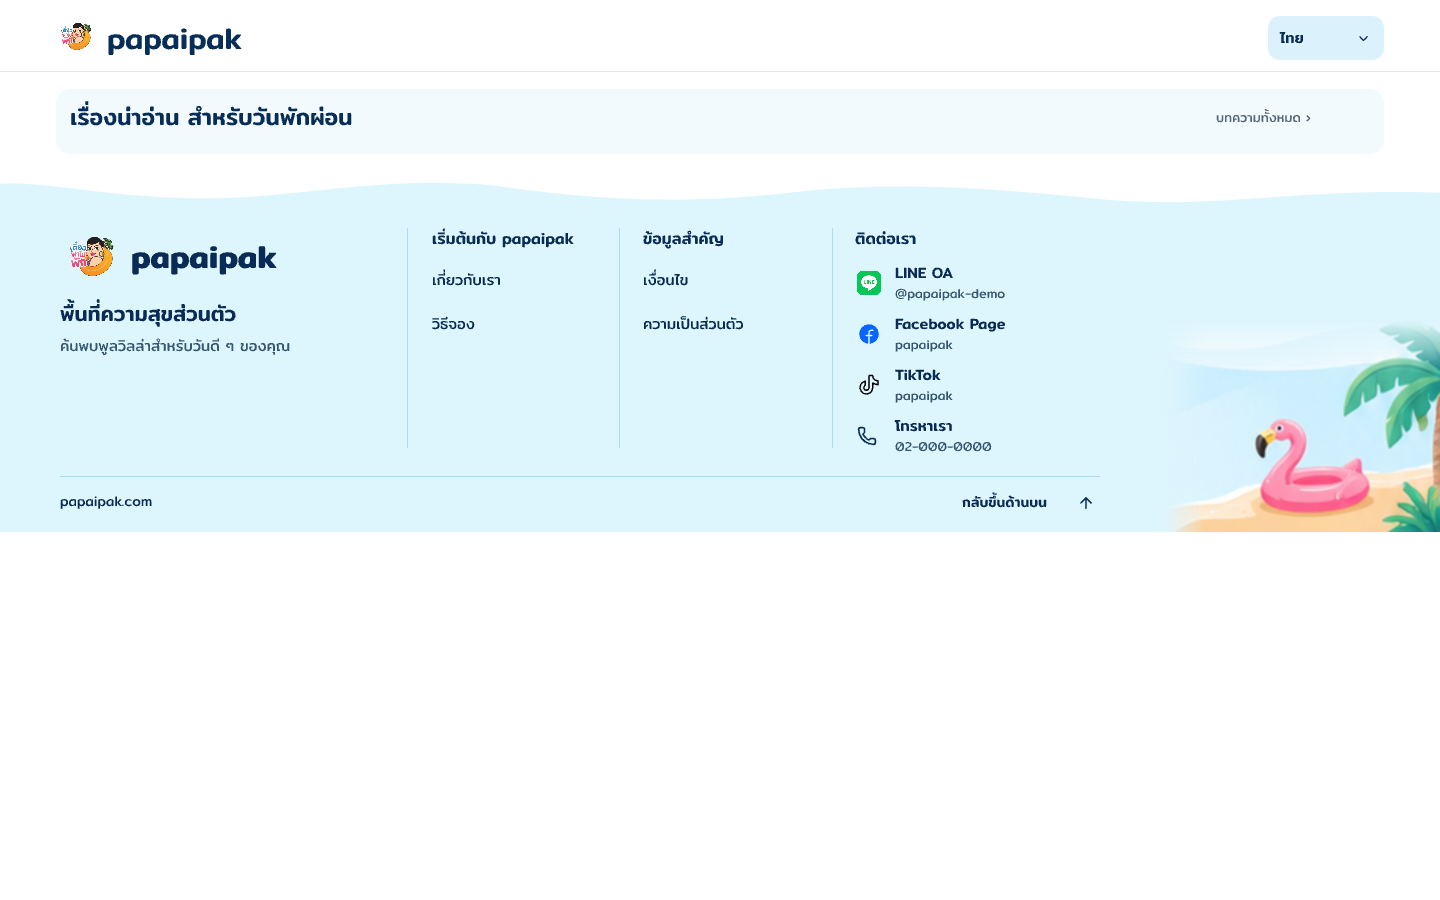 papaipak
ไทย
เรื่องน่าอ่าน สำหรับวันพักผ่อน
บทความทั้งหมด ›
papaipak
พื้นที่ความสุขส่วนตัว
ค้นพบพูลวิลล่าสำหรับวันดี ๆ ของคุณ
เริ่มต้นกับ papaipak
เกี่ยวกับเรา
วิธีจอง
ข้อมูลสำคัญ
เงื่อนไข
ความเป็นส่วนตัว
ติดต่อเรา
LINE OA
@papaipak-demo
Facebook Page
papaipak
TikTok
papaipak
โทรหาเรา
02-000-0000
papaipak.com
กลับขึ้นด้านบน